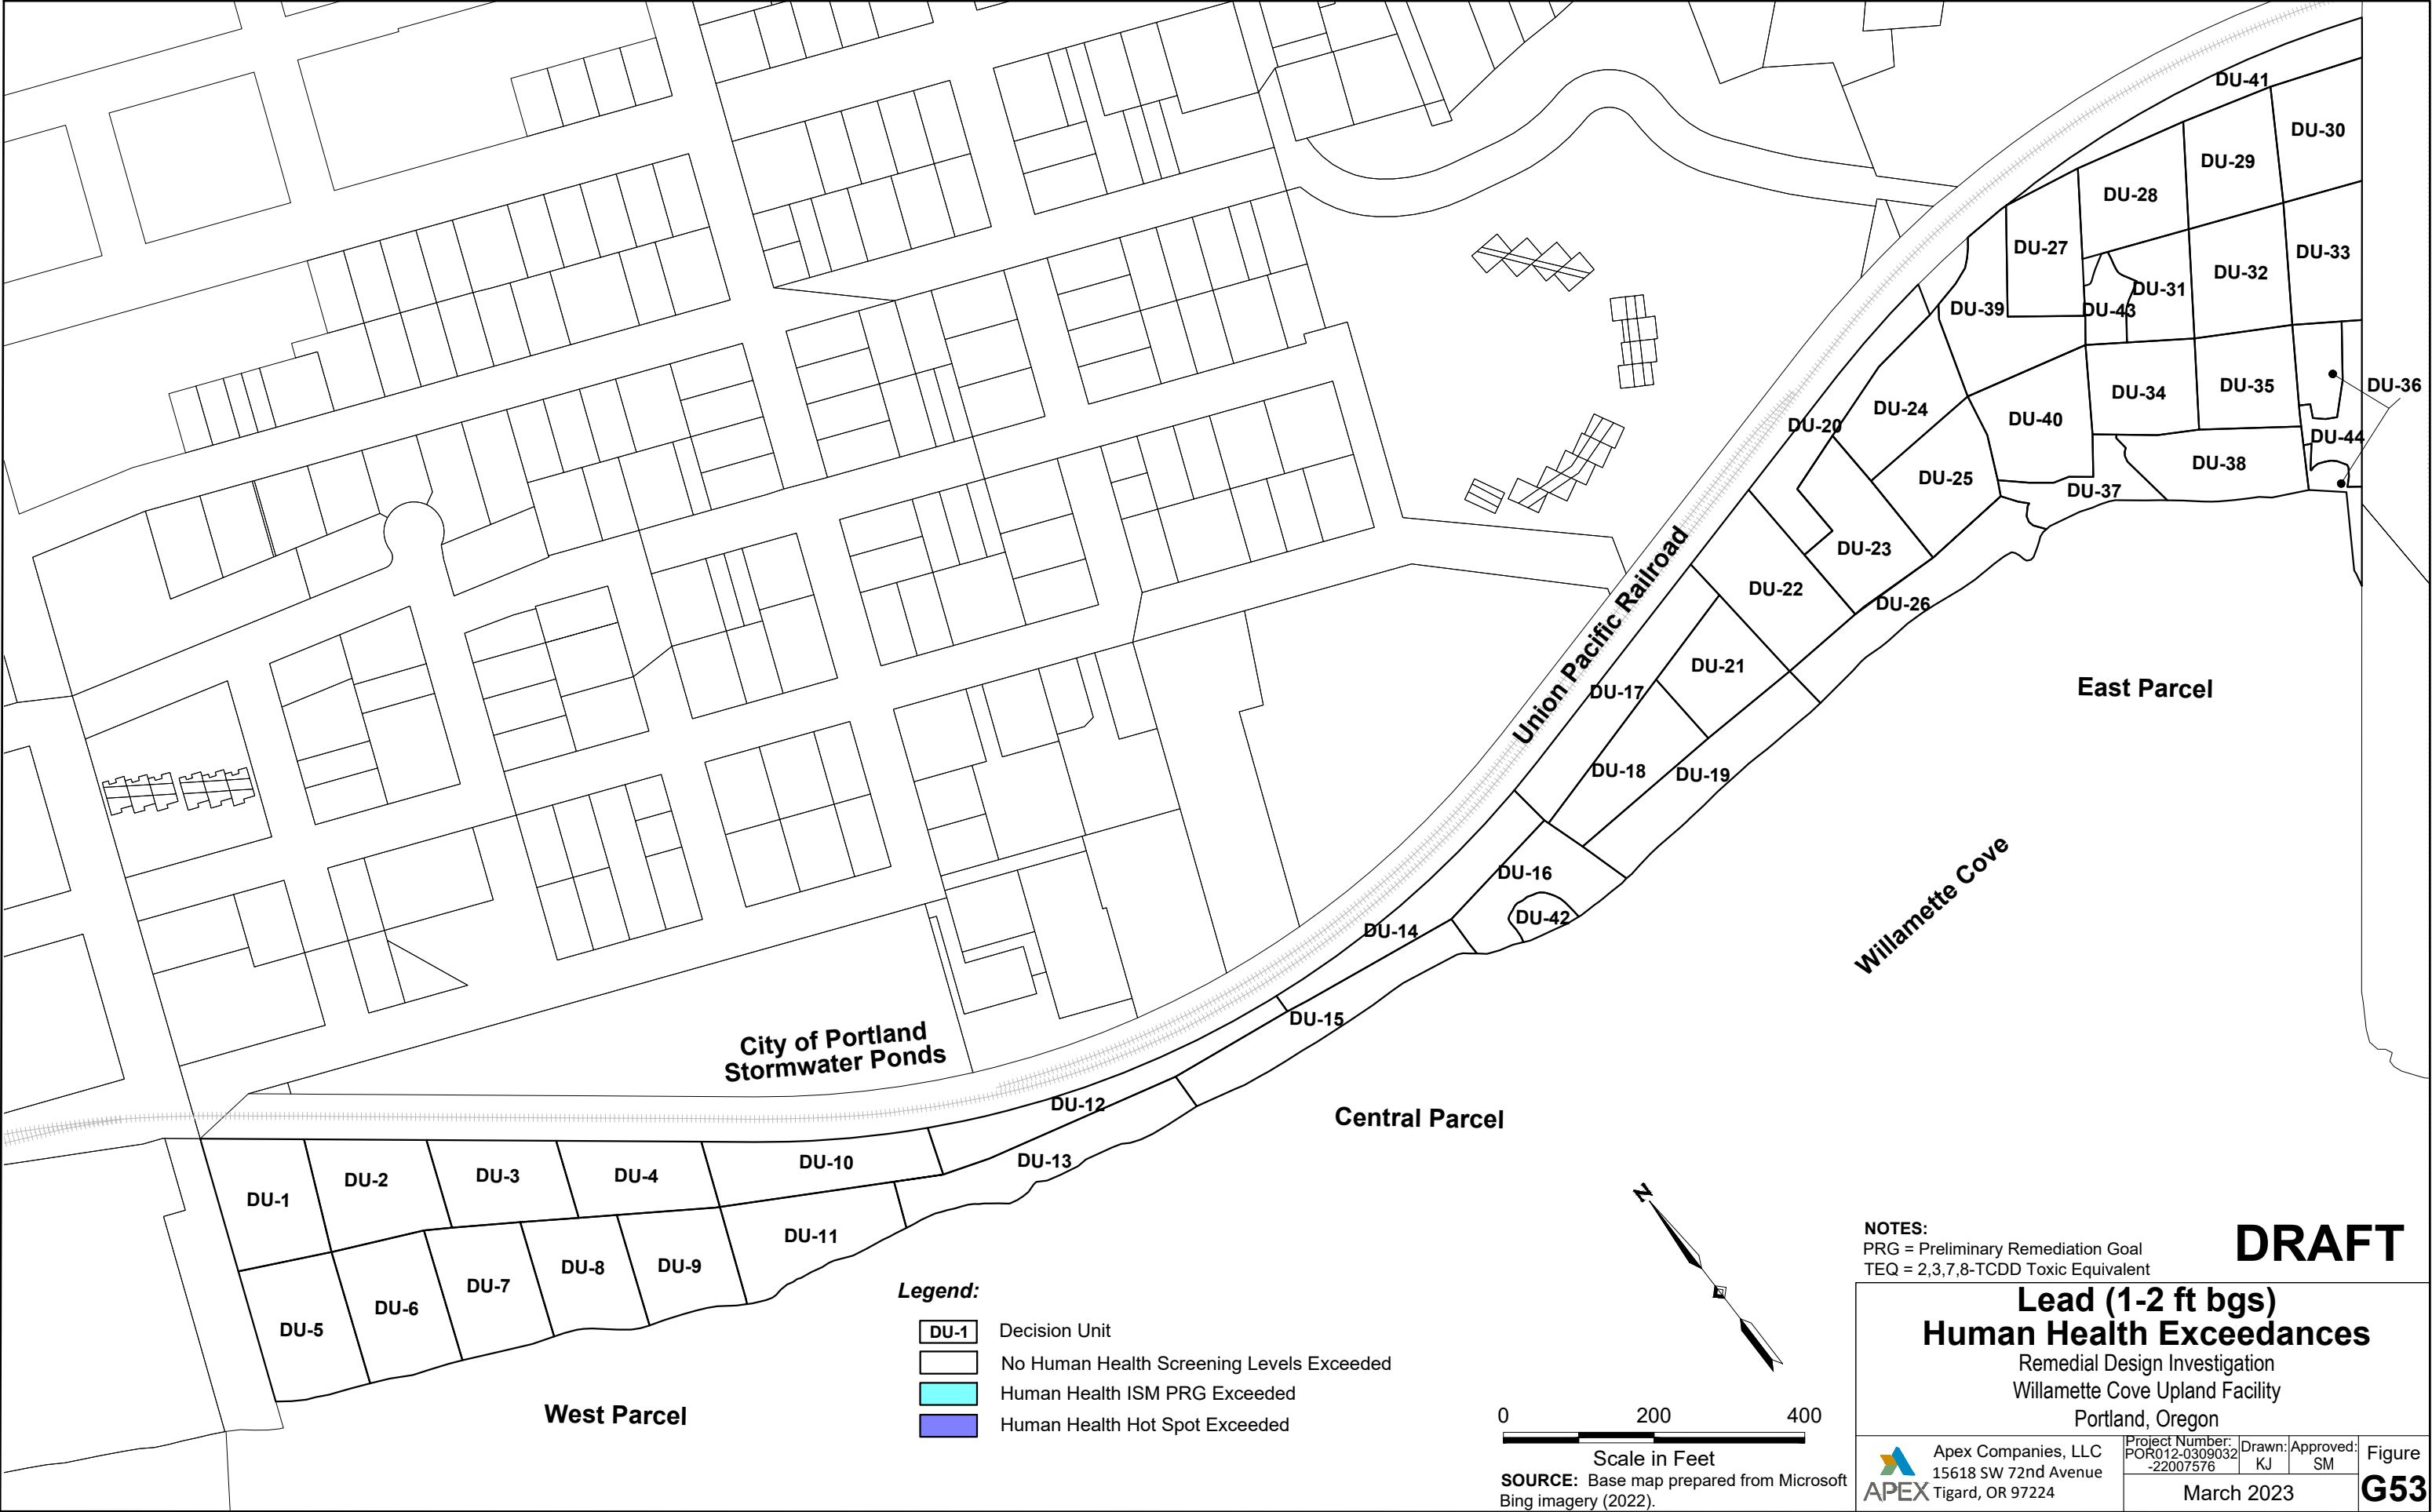 DU-41
DU-30
DU-29
DU-28
DU-27
DU-33
DU-32
DU-31
DU-43
DU-39
DU-36
DU-35
DU-34
DU-24
DU-40
DU-20
DU-44
DU-38
DU-25
DU-37
DU-23
DU-22
DU-26
Union Pacific Railroad
DU-21
DU-17
East Parcel
DU-18
DU-19
DU-16
DU-42
DU-14
Willamette Cove
DU-15
City of Portland
Stormwater Ponds
DU-12
Central Parcel
DU-13
DU-10
DU-4
DU-3
DU-2
DU-1
DU-11
DU-9
DU-8
DU-7
DU-6
DU-5
West Parcel
Legend:
DU-1 Decision Unit
No Human Health Screening Levels Exceeded
Human Health ISM PRG Exceeded
Human Health Hot Spot Exceeded
N
0 200 400
Scale in Feet
SOURCE: Base map prepared from Microsoft
Bing imagery (2022).
NOTES:
PRG = Preliminary Remediation Goal
TEQ = 2,3,7,8-TCDD Toxic Equivalent
DRAFT
Lead (1-2 ft bgs)
Human Health Exceedances
Remedial Design Investigation
Willamette Cove Upland Facility
Portland, Oregon
APEX
Apex Companies, LLC
15618 SW 72nd Avenue
Tigard, OR 97224
Project Number:
POR012-0309032
-22007576
Drawn:
KJ
Approved:
SM
March 2023
Figure
G53